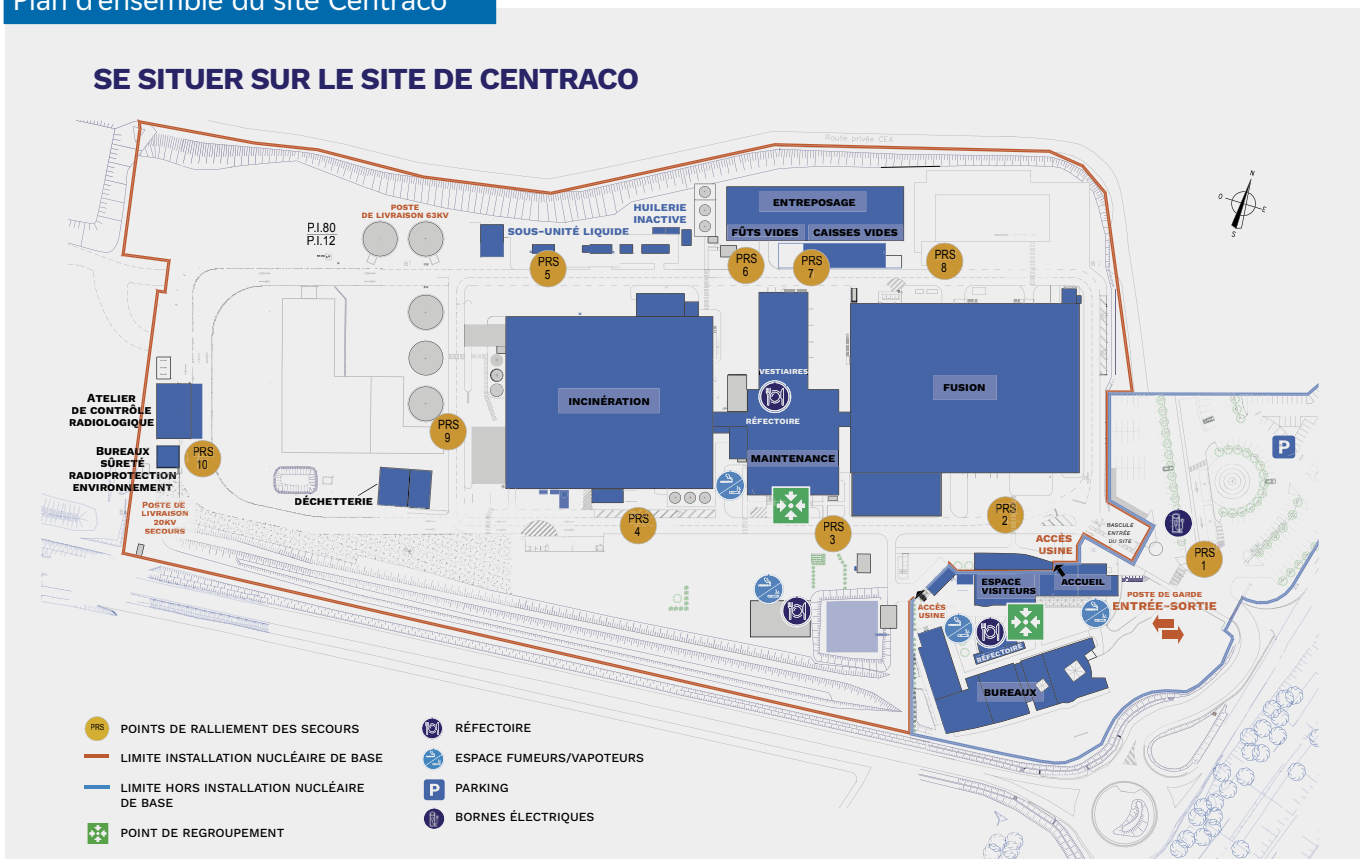 Plan d'ensemble du site Centraco
SE SITUER SUR LE SITE DE CENTRACO
Route privée CEA
N
O
E
S
POSTE
DE LIVRAISON 63KV
P.I.80
P.I.12
SOUS-UNITÉ LIQUIDE
HUILERIE
INACTIVE
ENTREPOSAGE
FÛTS VIDES
CAISSES VIDES
PRS
5
PRS
6
PRS
7
PRS
8
VESTIAIRES
RÉFECTOIRE
INCINÉRATION
FUSION
MAINTENANCE
ATELIER
DE CONTRÔLE
RADIOLOGIQUE
BUREAUX
SÛRETÉ
RADIOPROTECTION
ENVIRONNEMENT
PRS
10
PRS
9
DÉCHETTERIE
POSTE DE
LIVRAISON
20KV
SECOURS
PRS
4
PRS
3
PRS
2
P
BASCULE
ENTRÉE
DU SITE
ACCÈS
USINE
PRS
1
ESPACE
VISITEURS
ACCUEIL
POSTE DE GARDE
ENTRÉE-SORTIE
ACCÈS
USINE
RÉFECTOIRE
BUREAUX
PRS POINTS DE RALLIEMENT DES SECOURS
LIMITE INSTALLATION NUCLÉAIRE DE BASE
LIMITE HORS INSTALLATION NUCLÉAIRE
DE BASE
POINT DE REGROUPEMENT
RÉFECTOIRE
ESPACE FUMEURS/VAPOTEURS
P PARKING
BORNES ÉLECTRIQUES